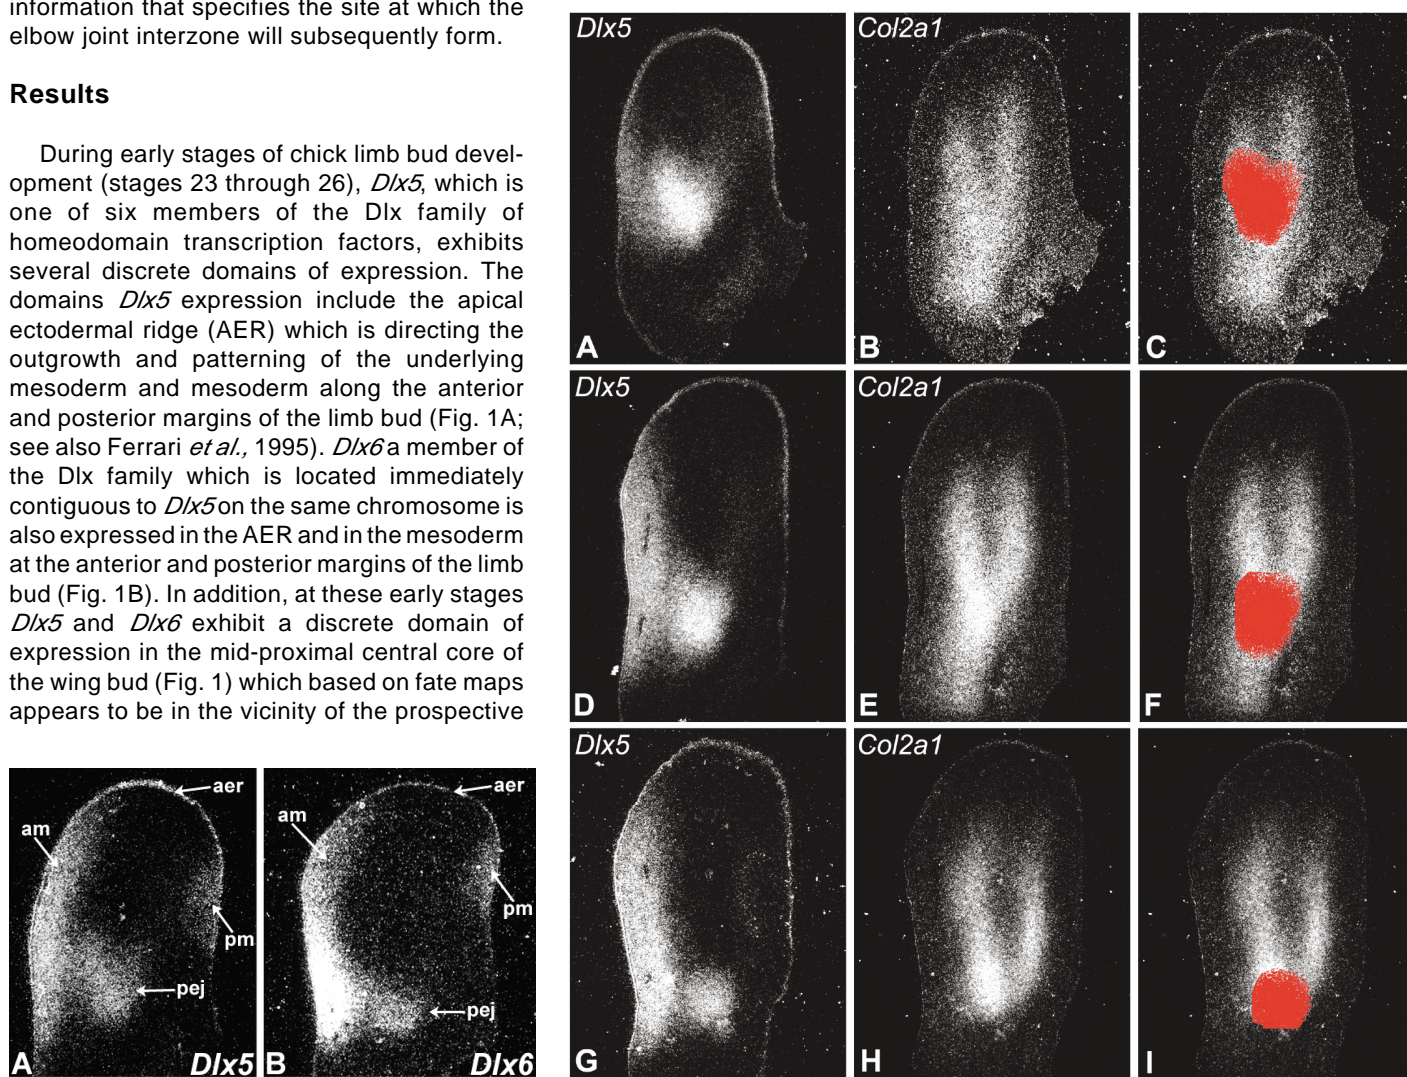 information that specifies the site at which the
elbow joint interzone will subsequently form.
Results
During early stages of chick limb bud devel-
opment (stages 23 through 26), Dlx5, which is
one of six members of the Dlx family of
homeodomain transcription factors, exhibits
several discrete domains of expression. The
domains Dlx5 expression include the apical
ectodermal ridge (AER) which is directing the
outgrowth and patterning of the underlying
mesoderm and mesoderm along the anterior
and posterior margins of the limb bud (Fig. 1A;
see also Ferrari et al., 1995). Dlx6 a member of
the Dlx family which is located immediately
contiguous to Dlx5 on the same chromosome is
also expressed in the AER and in the mesoderm
at the anterior and posterior margins of the limb
bud (Fig. 1B). In addition, at these early stages
Dlx5 and Dlx6 exhibit a discrete domain of
expression in the mid-proximal central core of
the wing bud (Fig. 1) which based on fate maps
appears to be in the vicinity of the prospective
aer
am
pm
pej
A
Dlx5
aer
am
pm
pej
B
Dlx6
Dlx5
A
Col2a1
B
C
Dlx5
D
Col2a1
E
F
Dlx5
G
Col2a1
H
I